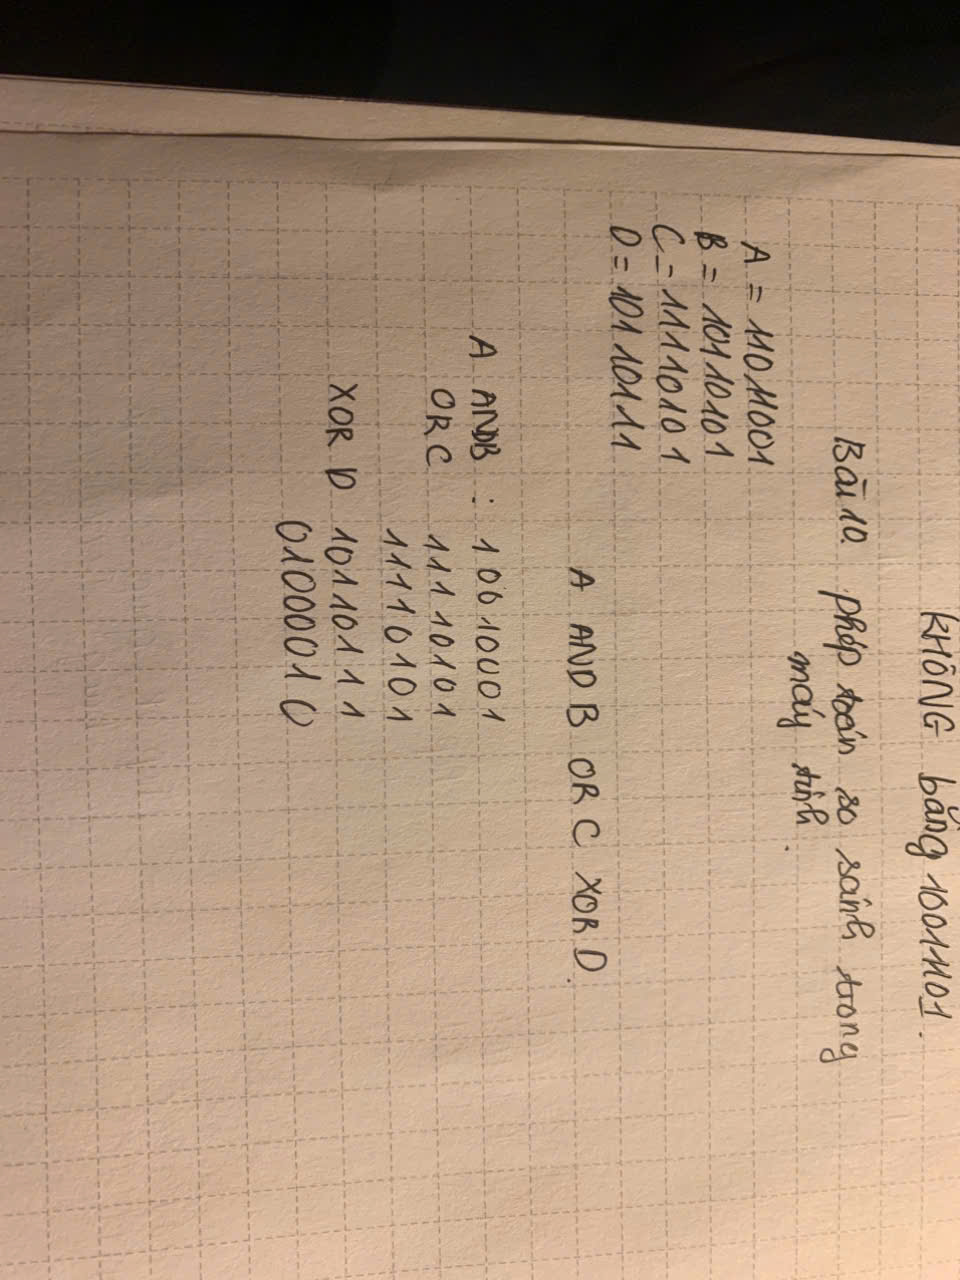 KHÔNG bằng 10011101.
Bài 10. phép toán so sánh trong
máy tính.
A = 11011001
B = 10110101
C = 11110101
D = 10110111
A AND B OR C XOR D.
A AND B : 10010001
OR C 11110101
11110101
XOR D 10110111
01000010